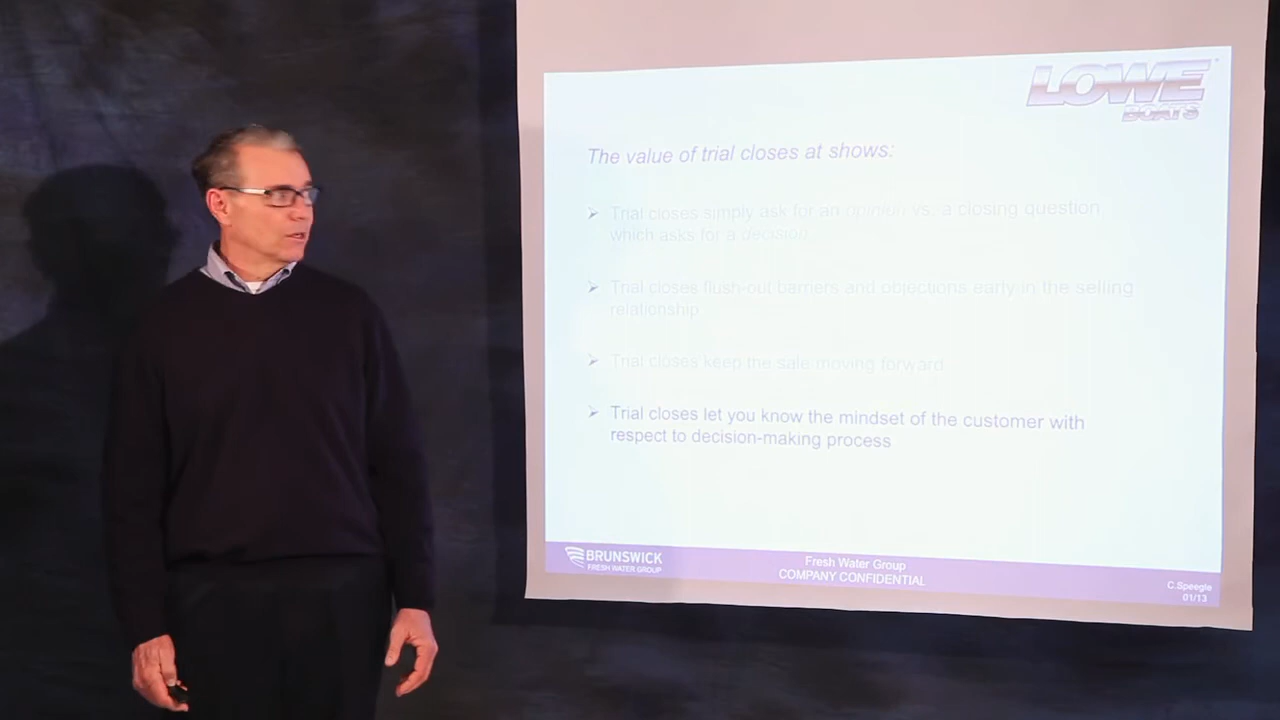 LOWE
BOATS
The value of trial closes at shows:
Trial closes simply ask for an opinion vs. a closing question
which asks for a decision
Trial closes flush-out barriers and objections early in the selling
relationship
Trial closes keep the sale moving forward
Trial closes let you know the mindset of the customer with
respect to decision-making process
BRUNSWICK
FRESH WATER GROUP
Fresh Water Group
COMPANY CONFIDENTIAL
C.Speegle
01/13